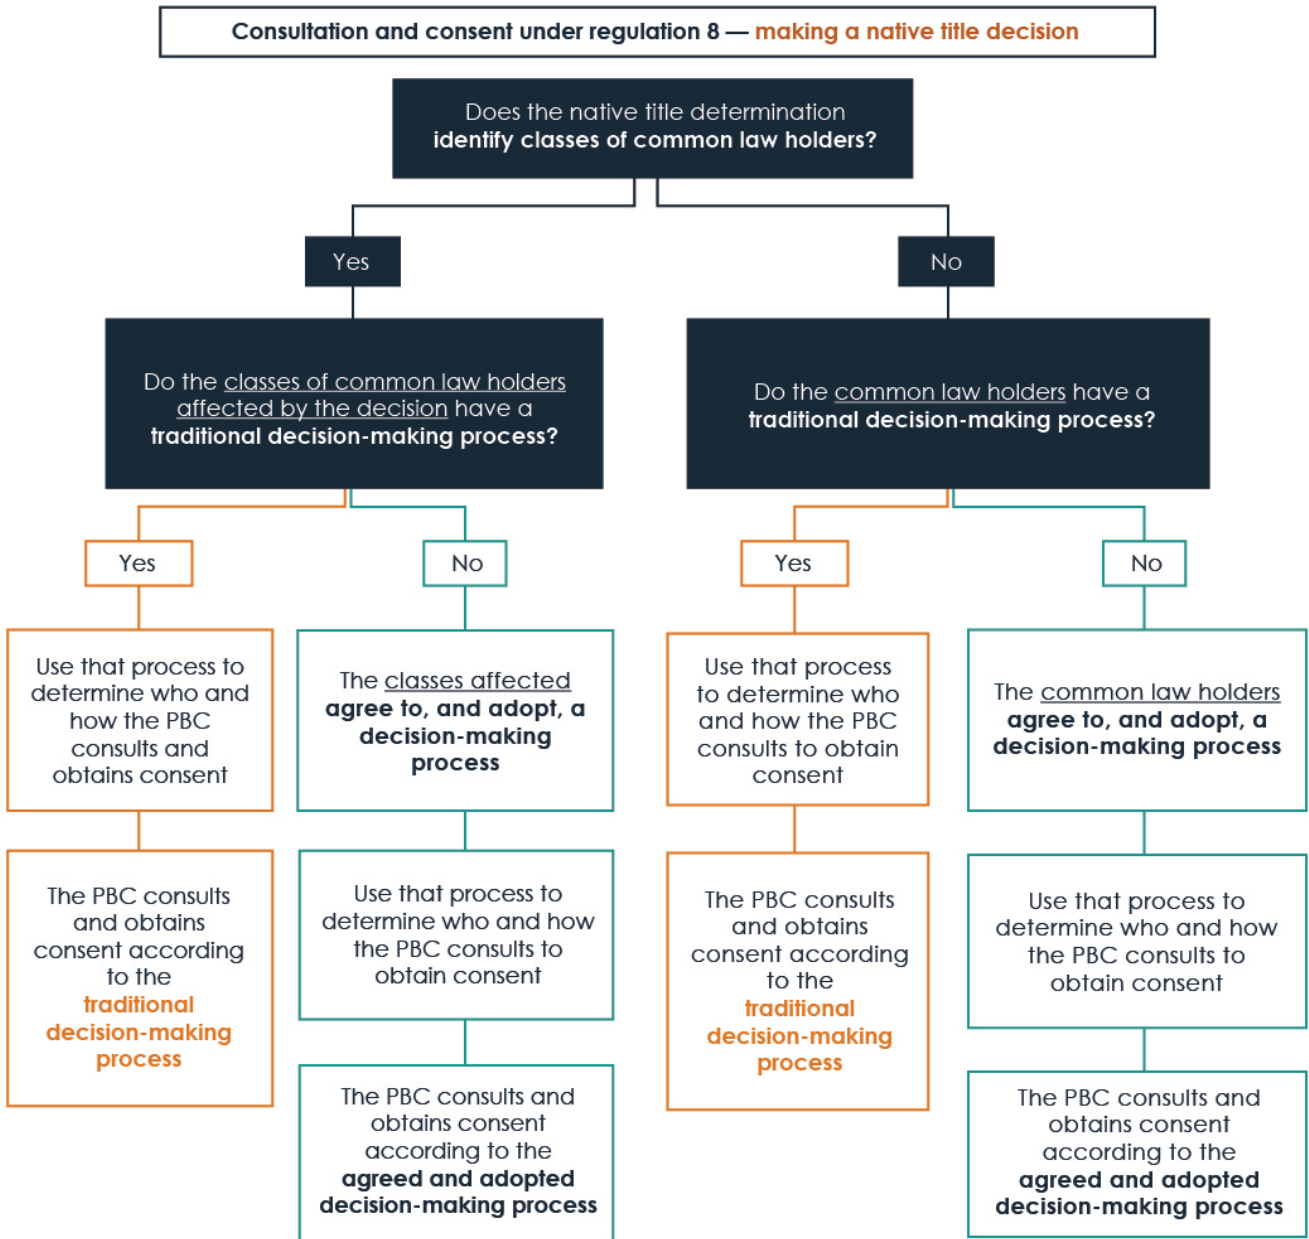 Consultation and consent under regulation 8 — making a native title decision
Does the native title determination
identify classes of common law holders?
Yes
No
Do the classes of common law holders
affected by the decision have a
traditional decision-making process?
Do the common law holders have a
traditional decision-making process?
Yes
No
Yes
No
Use that process to
determine who and
how the PBC
consults and
obtains consent
The classes affected
agree to, and adopt, a
decision-making
process
Use that process
to determine who
and how the PBC
consults to obtain
consent
The common law holders
agree to, and adopt, a
decision-making process
The PBC consults
and obtains
consent according
to the
traditional
decision-making
process
Use that process to
determine who and how
the PBC consults to
obtain consent
The PBC consults
and obtains
consent according
to the
traditional
decision-making
process
Use that process to
determine who and how
the PBC consults to
obtain consent
The PBC consults and
obtains consent
according to the
agreed and adopted
decision-making process
The PBC consults and
obtains consent
according to the
agreed and adopted
decision-making process